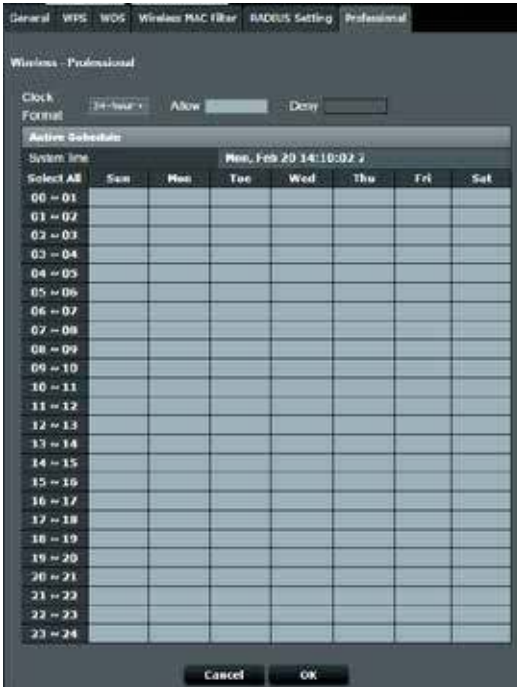 General WPS WDS Wireless MAC Filter RADIUS Setting Professional
Wireless - Professional
Clock Format 24-hour Allow Deny
Active Schedule
System Time Mon, Feb 20 14:10:02
Select All Sun Mon Tue Wed Thu Fri Sat
00 ~ 01
01 ~ 02
02 ~ 03
03 ~ 04
04 ~ 05
05 ~ 06
06 ~ 07
07 ~ 08
08 ~ 09
09 ~ 10
10 ~ 11
11 ~ 12
12 ~ 13
13 ~ 14
14 ~ 15
15 ~ 16
16 ~ 17
17 ~ 18
18 ~ 19
19 ~ 20
20 ~ 21
21 ~ 22
22 ~ 23
23 ~ 24
Cancel OK